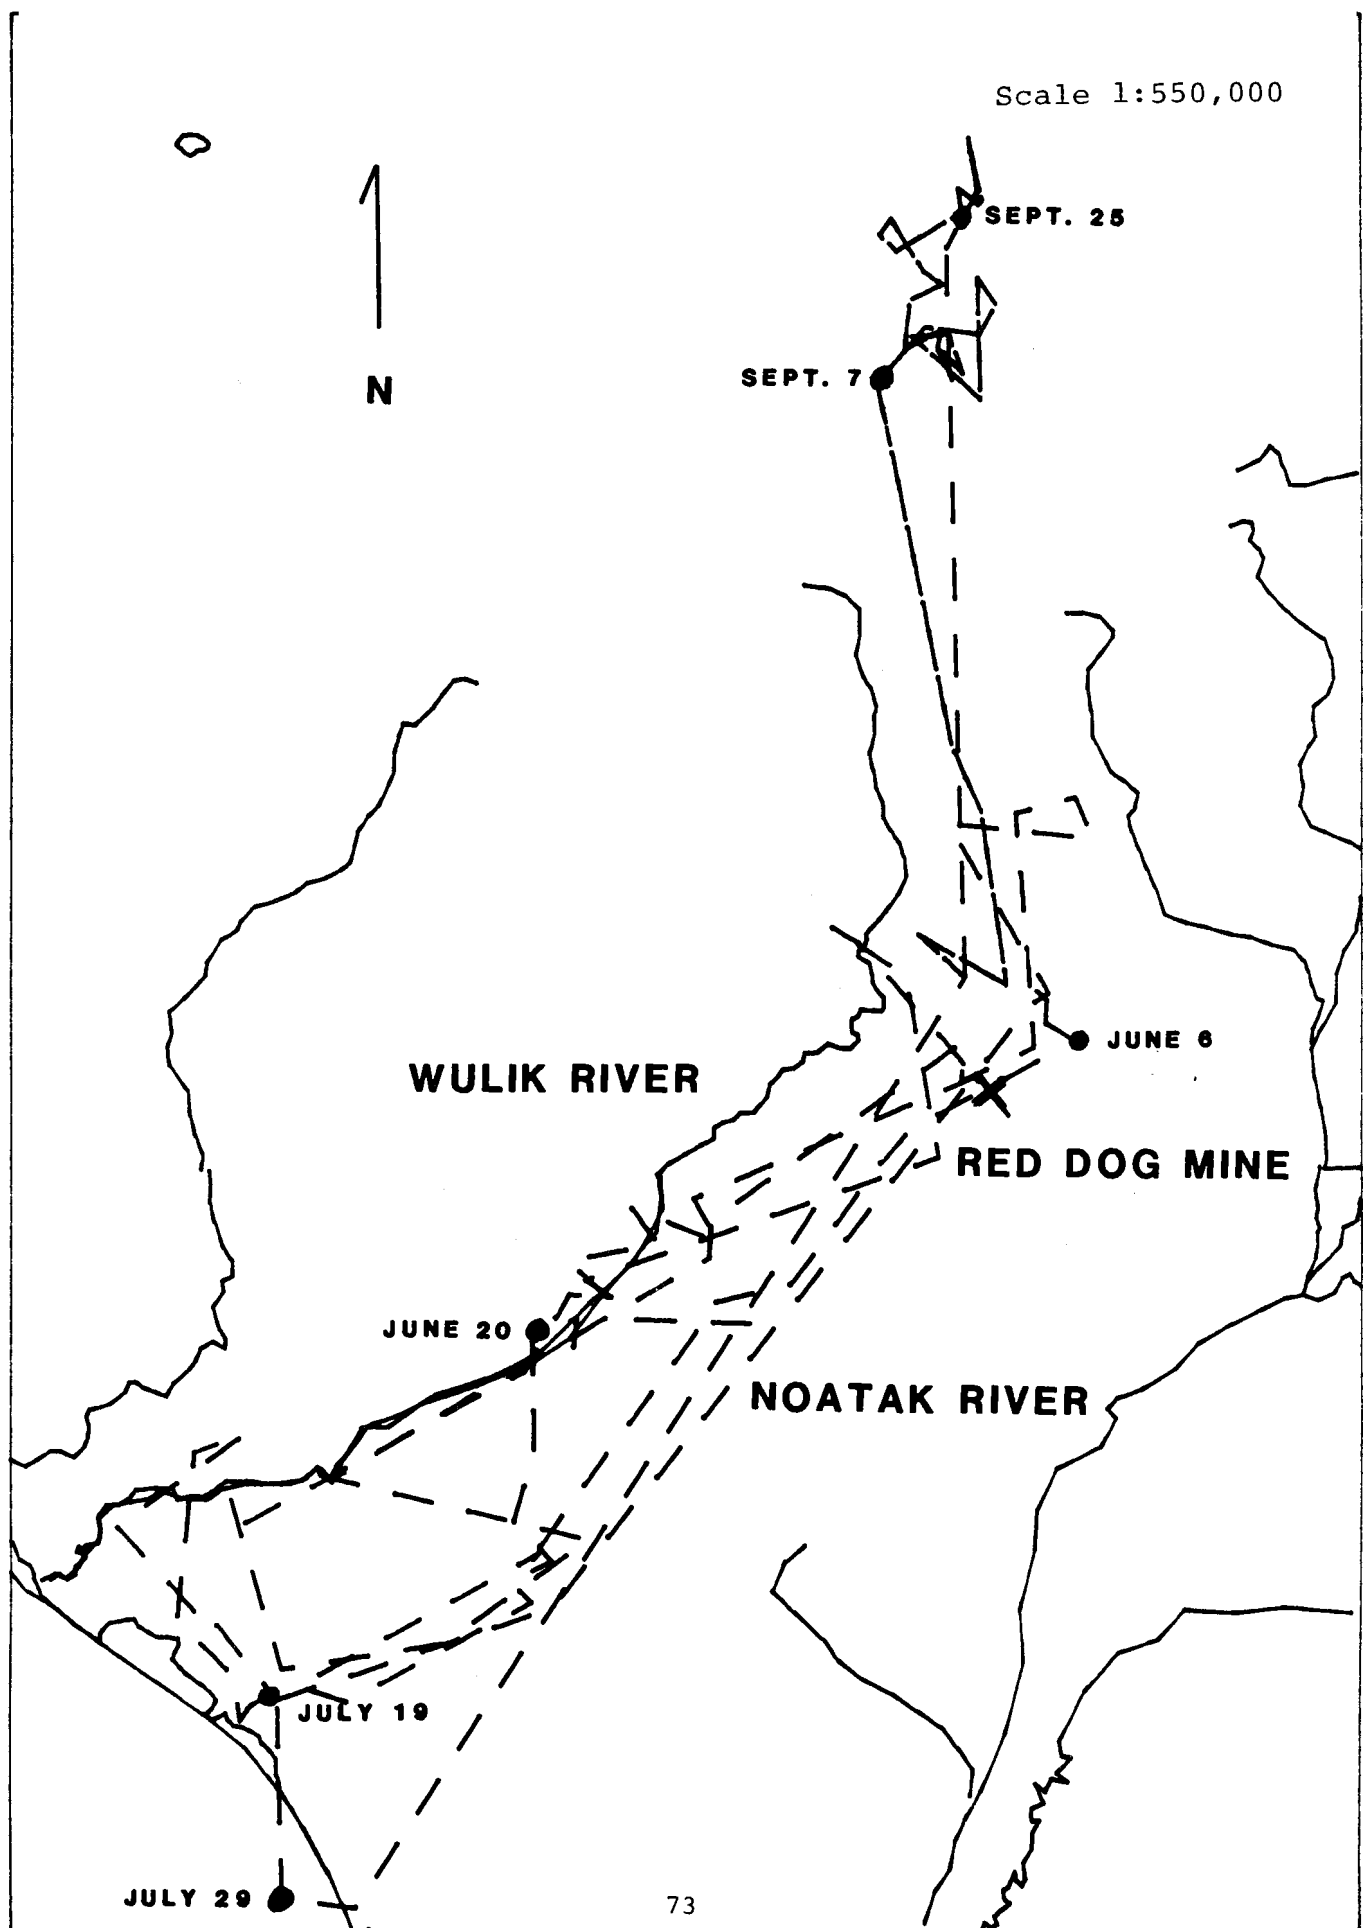 Scale 1:550,000
SEPT. 25
SEPT. 7
N
JUNE 6
WULIK RIVER
RED DOG MINE
JUNE 20
NOATAK RIVER
JULY 19
JULY 29
73